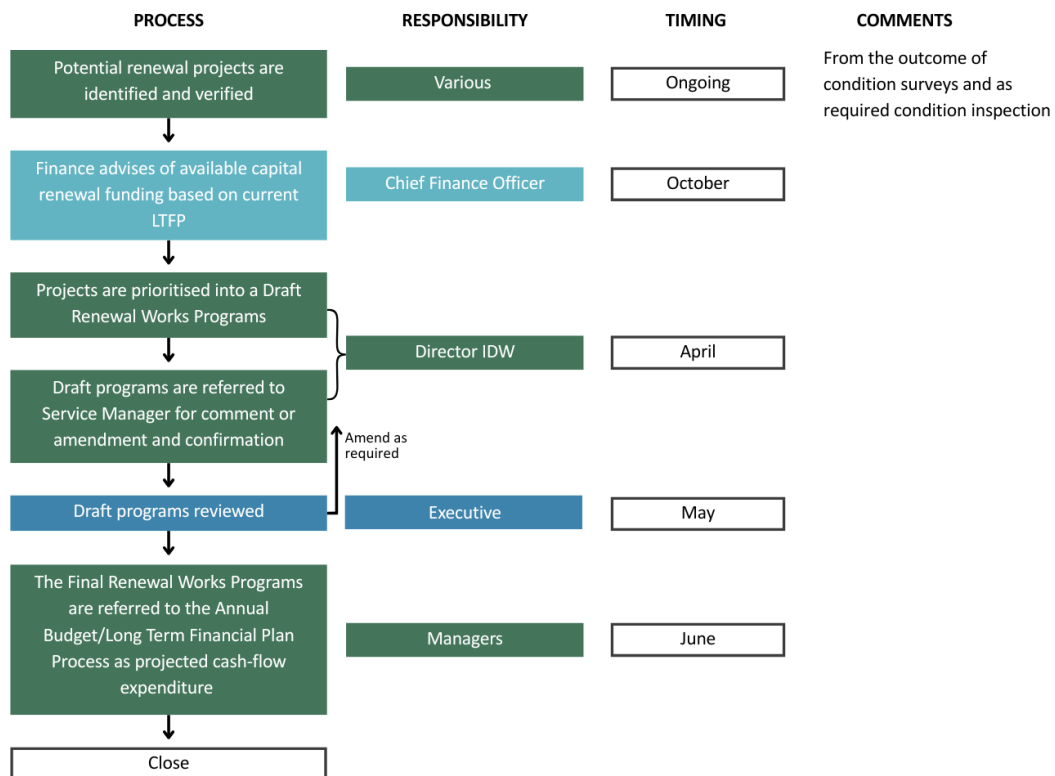 PROCESS
RESPONSIBILITY
TIMING
COMMENTS
Potential renewal projects are
identified and verified
Various
Ongoing
From the outcome of
condition surveys and as
required condition inspection
Finance advises of available capital
renewal funding based on current
LTFP
Chief Finance Officer
October
Projects are prioritised into a Draft
Renewal Works Programs
Director IDW
April
Draft programs are referred to
Service Manager for comment or
amendment and confirmation
Amend as
required
Draft programs reviewed
Executive
May
The Final Renewal Works Programs
are referred to the Annual
Budget/Long Term Financial Plan
Process as projected cash-flow
expenditure
Managers
June
Close